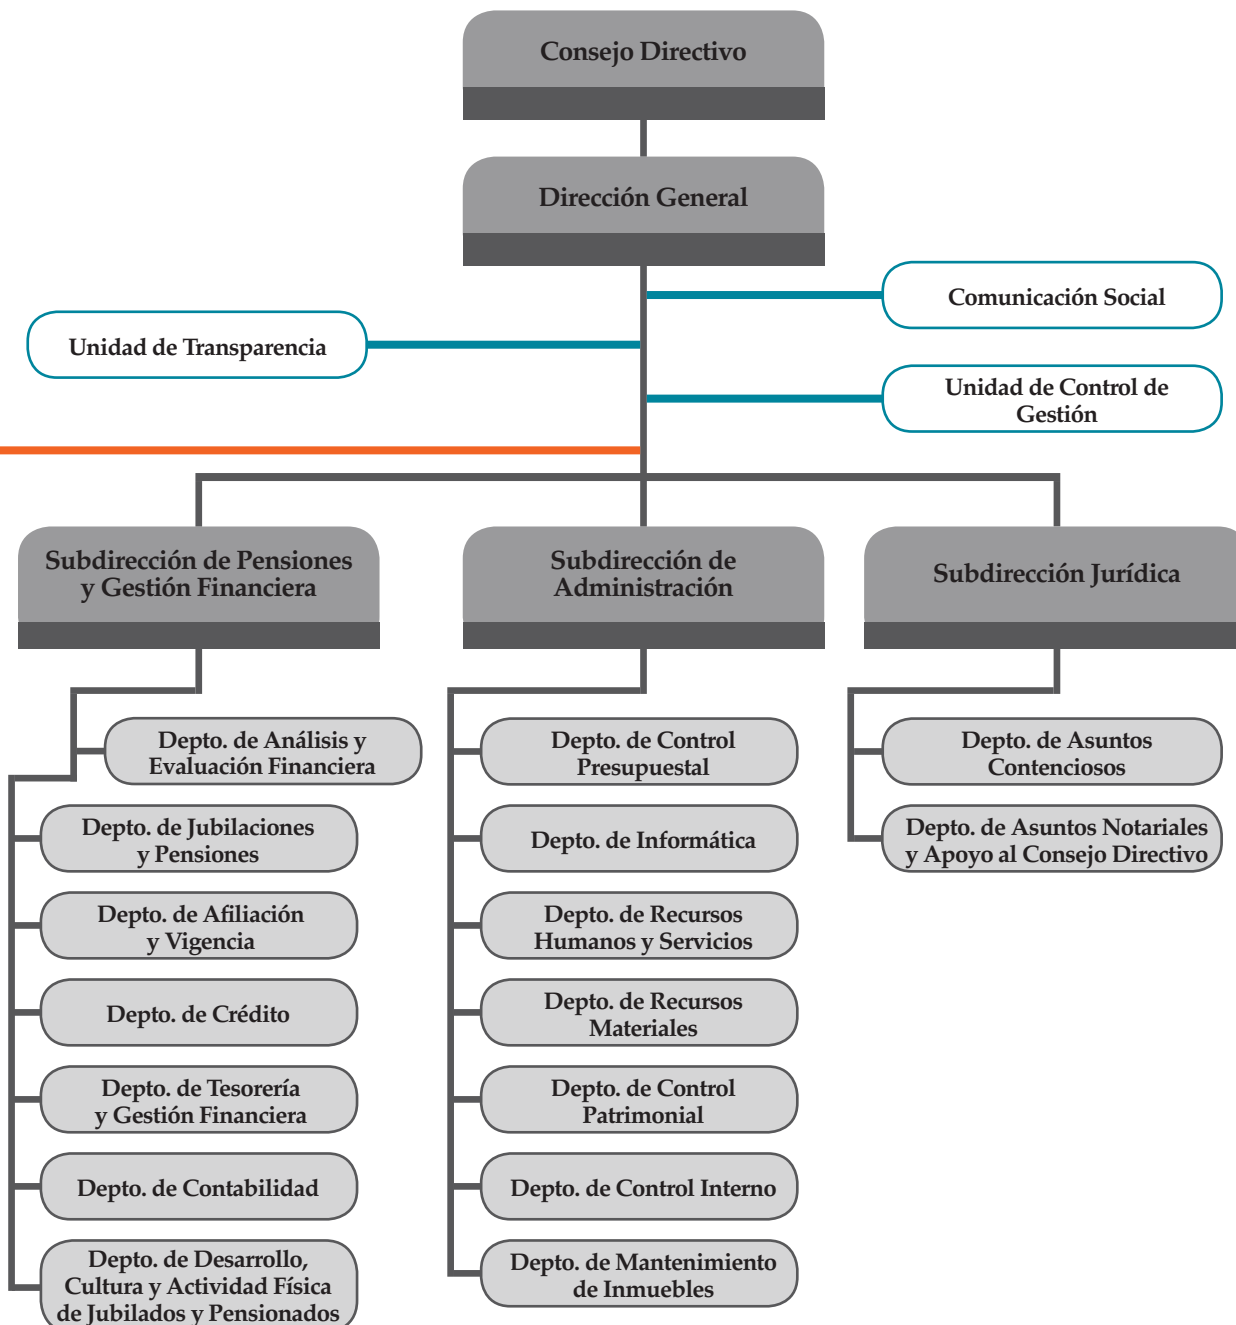 Consejo Directivo
Dirección General
Comunicación Social
Unidad de Transparencia
Unidad de Control de
Gestión
Subdirección de Pensiones
y Gestión Financiera
Subdirección de
Administración
Subdirección Jurídica
Depto. de Análisis y
Evaluación Financiera
Depto. de Jubilaciones
y Pensiones
Depto. de Afiliación
y Vigencia
Depto. de Crédito
Depto. de Tesorería
y Gestión Financiera
Depto. de Contabilidad
Depto. de Desarrollo,
Cultura y Actividad Física
de Jubilados y Pensionados
Depto. de Control
Presupuestal
Depto. de Informática
Depto. de Recursos
Humanos y Servicios
Depto. de Recursos
Materiales
Depto. de Control
Patrimonial
Depto. de Control Interno
Depto. de Mantenimiento
de Inmuebles
Depto. de Asuntos
Contenciosos
Depto. de Asuntos Notariales
y Apoyo al Consejo Directivo